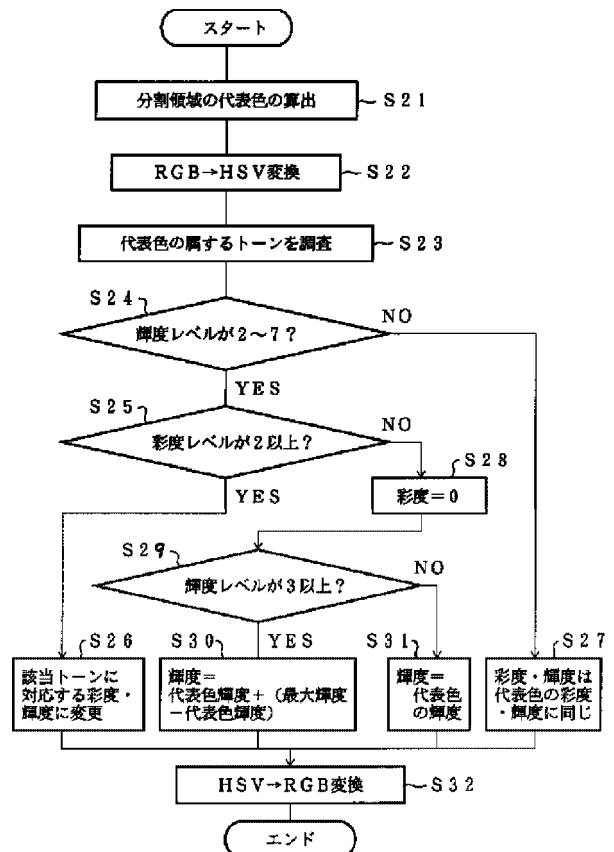 スタート
分割領域の代表色の算出 S21
RGB→HSV変換 S22
代表色の属するトーンを調査 S23
S24
輝度レベルが2~7?
NO
YES
S25
彩度レベルが2以上?
NO
YES
S28
彩度=0
S29
輝度レベルが3以上?
NO
YES
S26
該当トーンに
対応する彩度・
輝度に変更
S30
輝度=
代表色輝度+(最大輝度
-代表色輝度)
S31
輝度=
代表色
の輝度
S27
彩度・輝度は
代表色の彩度
・輝度に同じ
HSV→RGB変換 S32
エンド